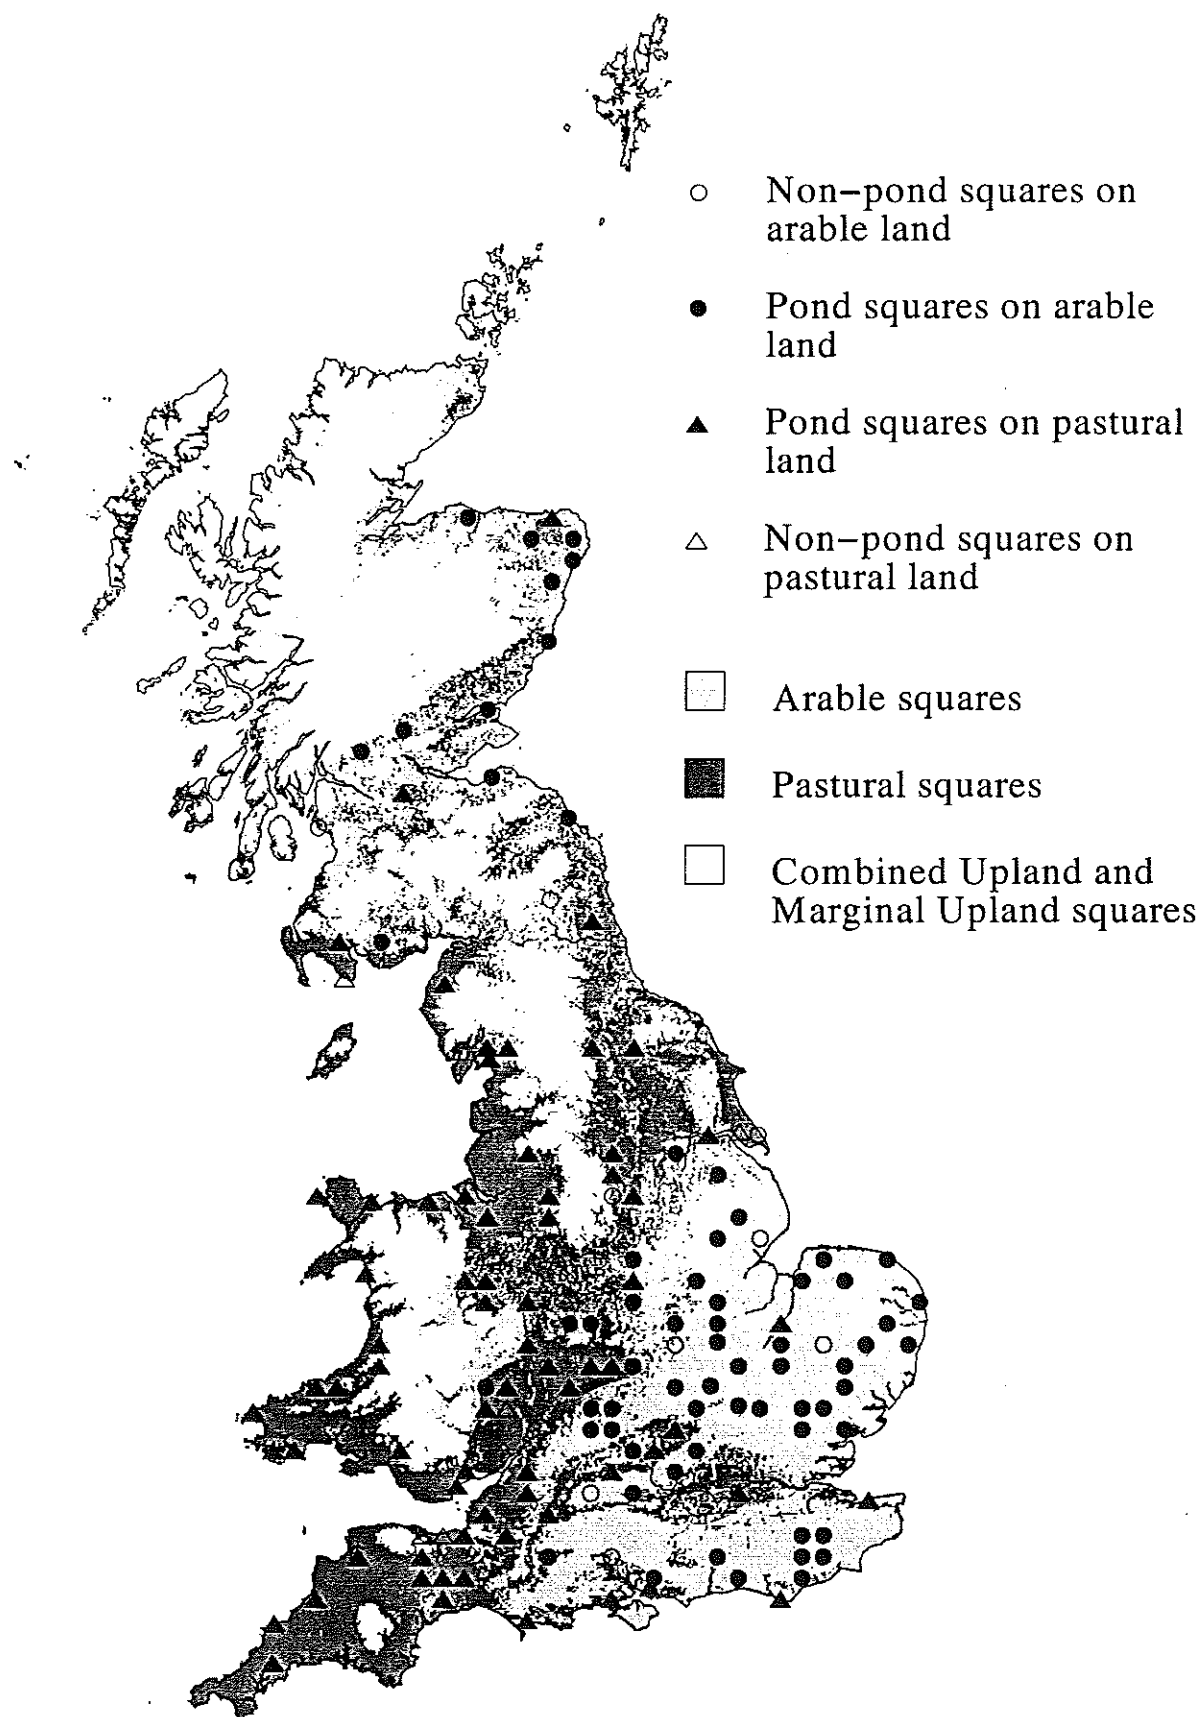 Non–pond squares on
arable land
Pond squares on arable
land
Pond squares on pastural
land
Non–pond squares on
pastural land
Arable squares
Pastural squares
Combined Upland and
Marginal Upland squares